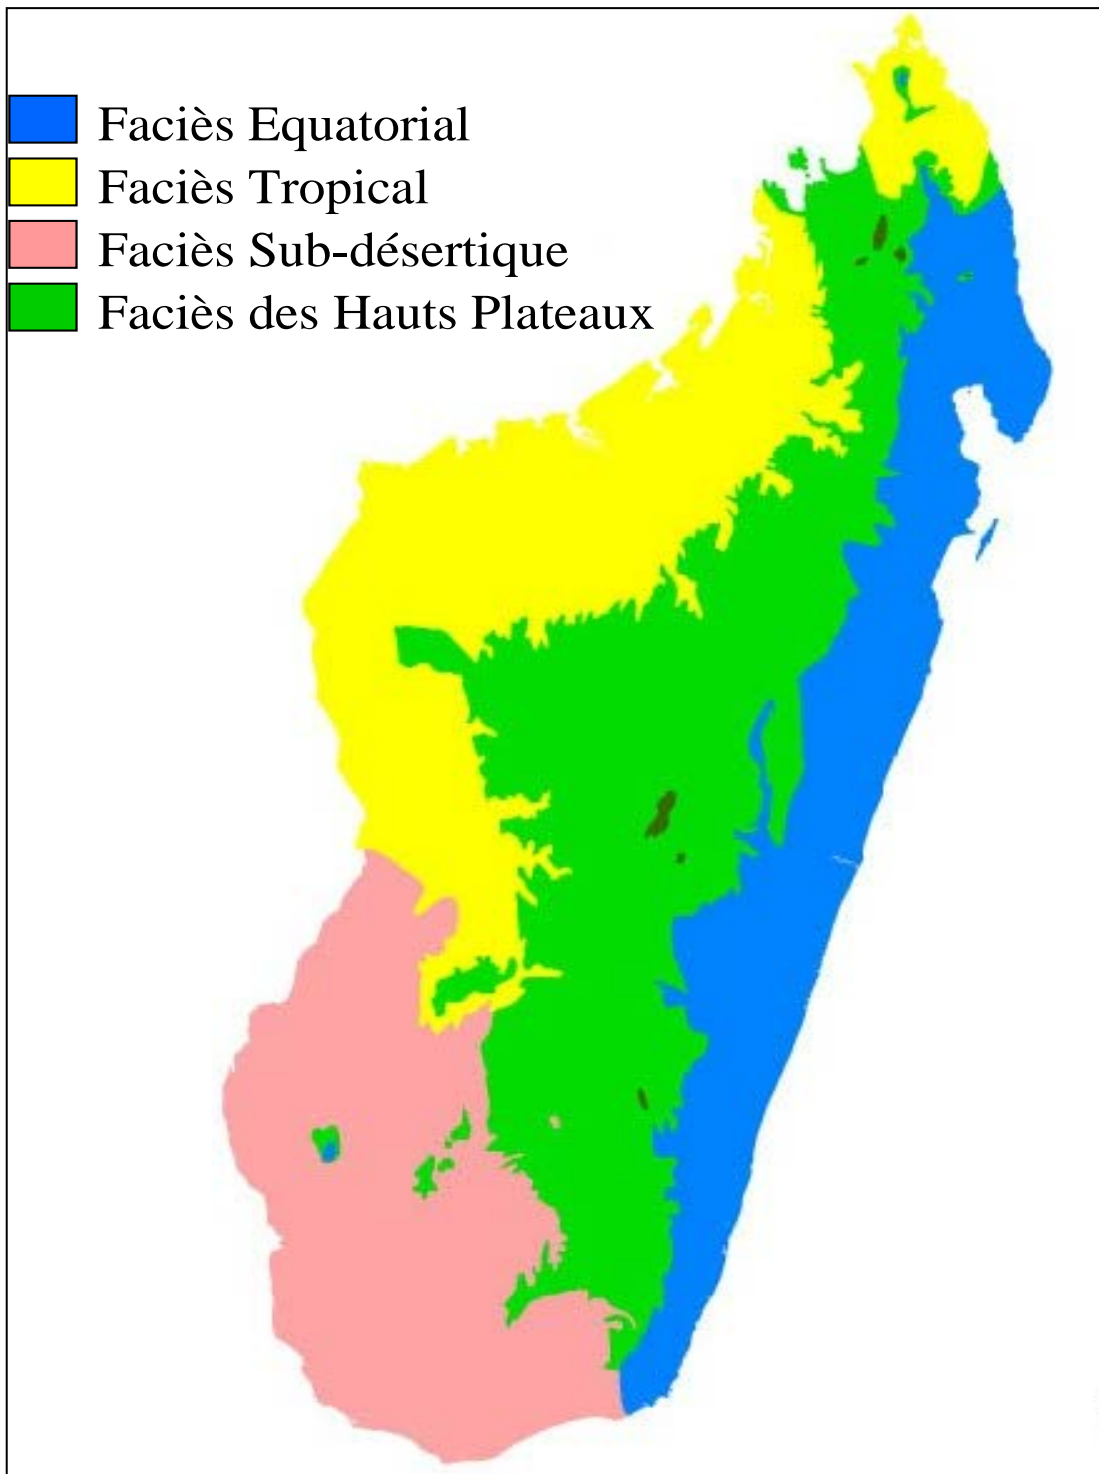 Faciès Equatorial
Faciès Tropical
Faciès Sub-désertique
Faciès des Hauts Plateaux